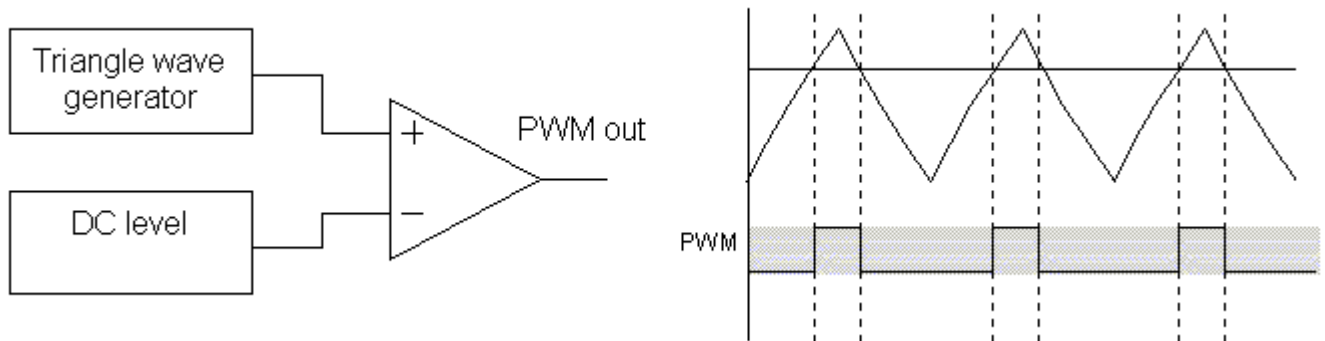 Triangle wave
generator
DC level
+
−
PWM out
PWM